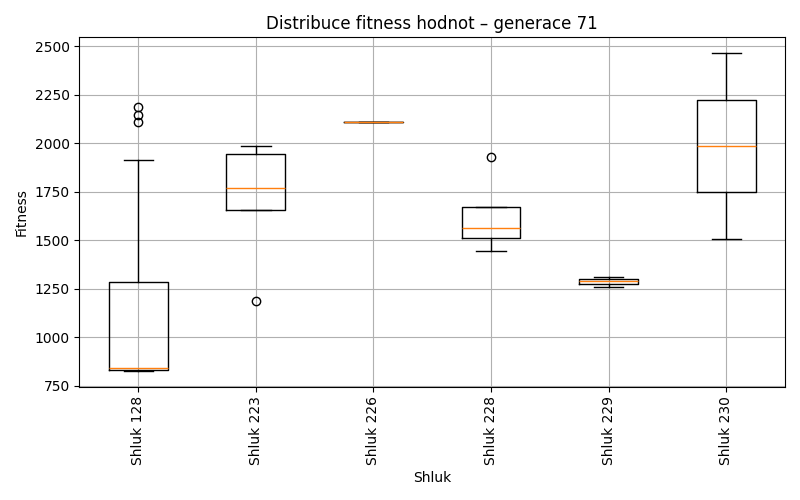 Distribuce fitness hodnot – generace 71
2500
2250
2000
1750
1500
1250
1000
750
Fitness
Shluk 128
Shluk 223
Shluk 226
Shluk 228
Shluk 229
Shluk 230
Shluk